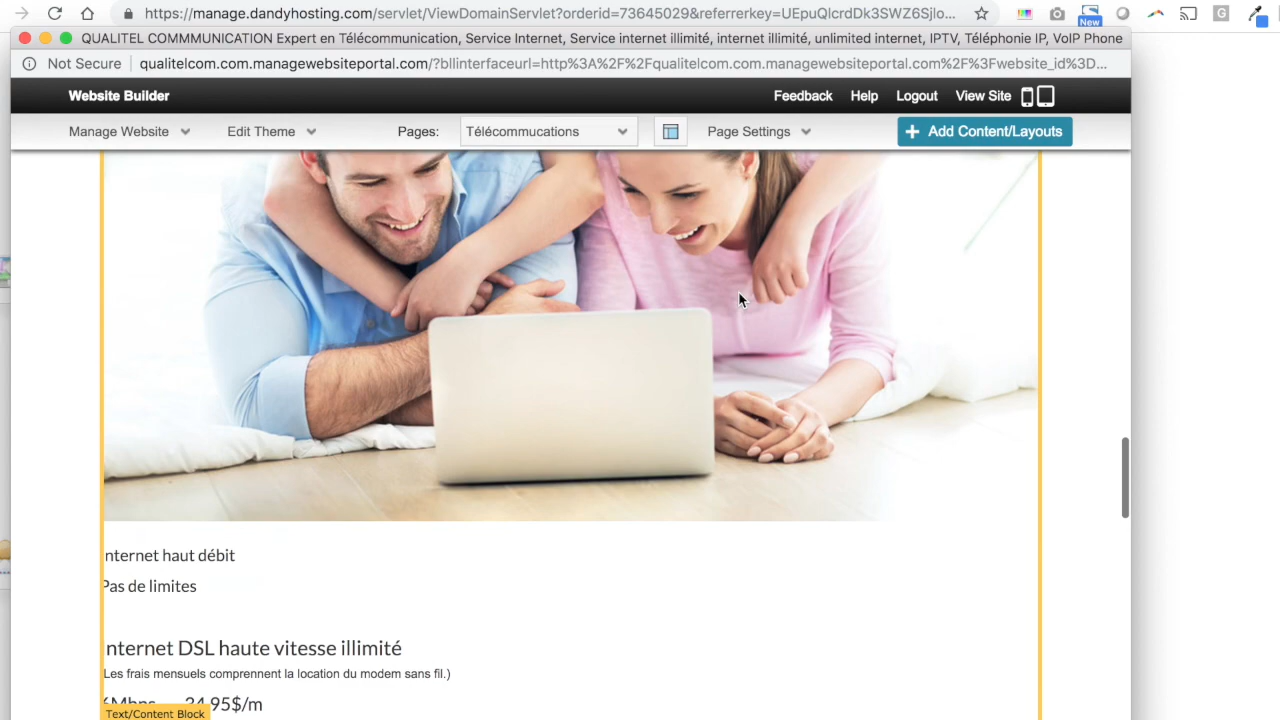 https://manage.dandyhosting.com/servlet/ViewDomainServlet?orderid=73645029&referrerkey=UEpuQlcrdDk3SWZ6Sjlo...
New
G
QUALITEL COMMMUNICATION Expert en Télécommunication, Service Internet, Service internet illimité, internet illimité, unlimited internet, IPTV, Téléphonie IP, VoIP Phone
Not Secure
qualitelcom.com.managewebsiteportal.com/?bllinterfaceurl=http%3A%2F%2Fqualitelcom.com.managewebsiteportal.com%2F%3Fwebsite_id%3D...
Website Builder
Feedback Help Logout View Site
Manage Website Edit Theme Pages: Télécommucations Page Settings + Add Content/Layouts
nternet haut débit
Pas de limites
nternet DSL haute vitesse illimité
Les frais mensuels comprennent la location du modem sans fil.)
Mbps 34.95$/m
Text/Content Block